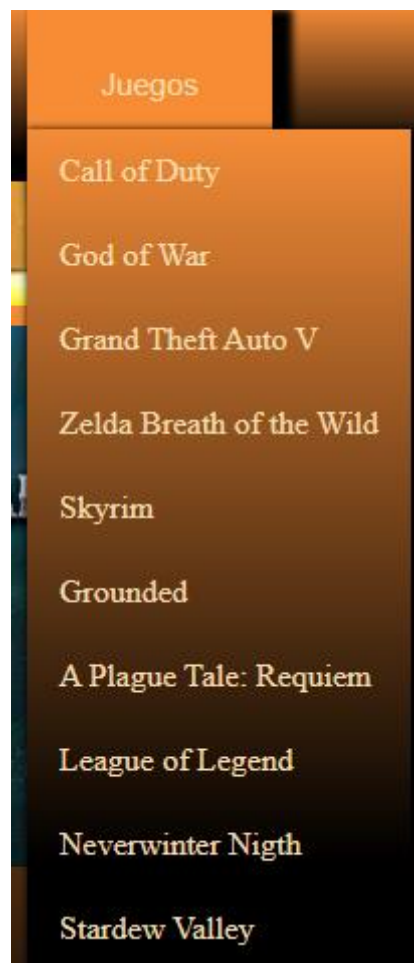 Juegos
Call of Duty
God of War
Grand Theft Auto V
Zelda Breath of the Wild
Skyrim
Grounded
A Plague Tale: Requiem
League of Legend
Neverwinter Nigth
Stardew Valley